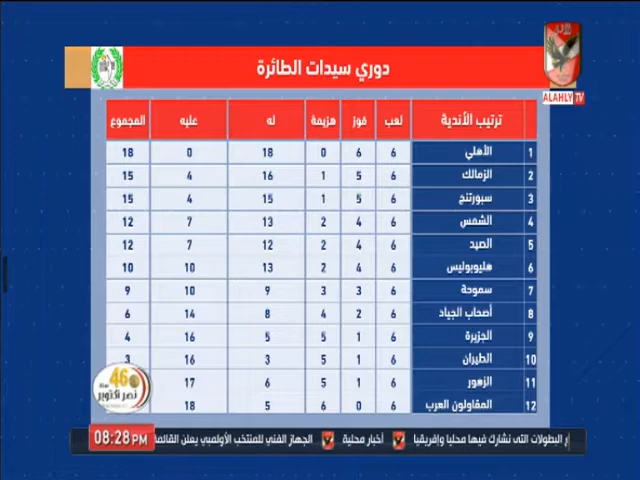 دوري سيدات الطائرة
ALAHLY TV
ترتيب الأندية لعب فوز هزيمة له عليه المجموع
1 الأهلي 6 6 0 18 0 18
2 الزمالك 6 5 1 16 4 15
3 سبورتنج 6 5 1 15 4 15
4 الشمس 6 4 2 13 7 12
5 الصيد 6 4 2 12 7 12
6 هليوبوليس 6 4 2 13 10 10
7 سموحة 6 3 3 9 10 9
8 أصحاب الجياد 6 2 4 8 14 6
9 الجزيرة 6 1 5 5 16 4
10 الطيران 6 1 5 3 16 3
11 الزهور 6 1 5 6 17
12 المقاولون العرب 6 0 6 5 18
46 سنة
نصر أكتوبر
البطولات التى نشارك فيها محليا وإفريقيا أخبار محلية الجهاز الفني للمنتخب الأولمبي يعلن القائمة
08:28 PM